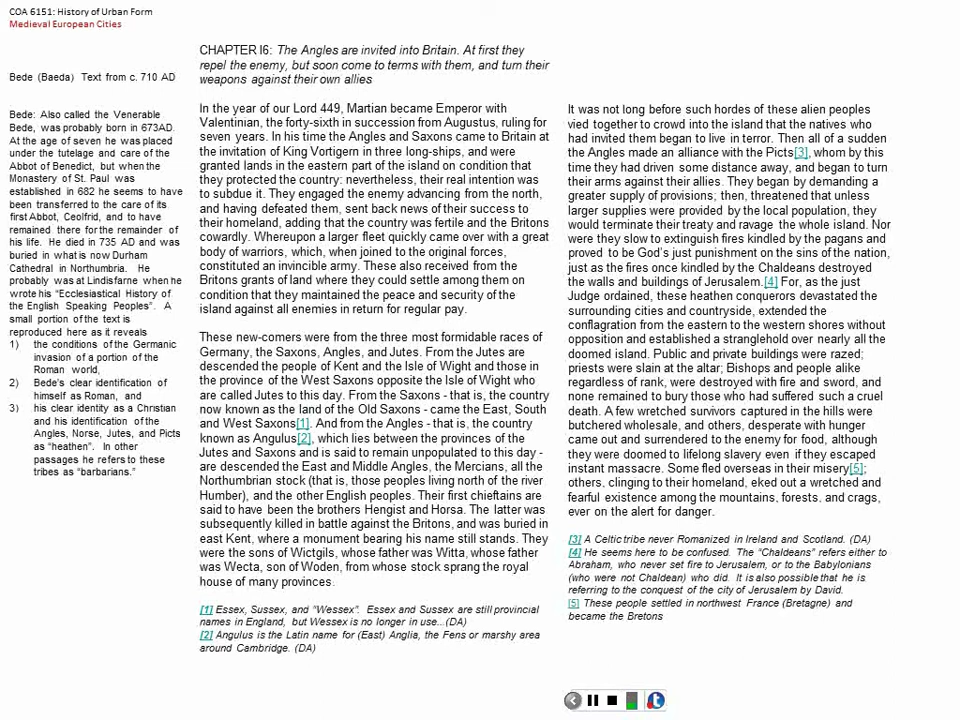 COA 6151: History of Urban Form
Medieval European Cities
Bede (Baeda) Text from c. 710 AD
Bede: Also called the Venerable
Bede, was probably born in 673AD.
At the age of seven he was placed
under the tutelage and care of the
Abbot of Benedict, but when the
Monastery of St. Paul was
established in 682 he seems to have
been transferred to the care of its
first Abbot, Ceolfrid, and to have
remained there for the remainder of
his life. He died in 735 AD and was
buried in what is now Durham
Cathedral in Northumbria. He
probably was at Lindisfarne when he
wrote his “Ecclesiastical History of
the English Speaking Peoples”. A
small portion of the text is
reproduced here as it reveals
1) the conditions of the Germanic
invasion of a portion of the
Roman world,
2) Bede's clear identification of
himself as Roman, and
3) his clear identity as a Christian
and his identification of the
Angles, Norse, Jutes, and Picts
as “heathen”. In other
passages he refers to these
tribes as “barbarians.”
CHAPTER I6: The Angles are invited into Britain. At first they
repel the enemy, but soon come to terms with them, and turn their
weapons against their own allies
In the year of our Lord 449, Martian became Emperor with
Valentinian, the forty-sixth in succession from Augustus, ruling for
seven years. In his time the Angles and Saxons came to Britain at
the invitation of King Vortigern in three long-ships, and were
granted lands in the eastern part of the island on condition that
they protected the country: nevertheless, their real intention was
to subdue it. They engaged the enemy advancing from the north,
and having defeated them, sent back news of their success to
their homeland, adding that the country was fertile and the Britons
cowardly. Whereupon a larger fleet quickly came over with a great
body of warriors, which, when joined to the original forces,
constituted an invincible army. These also received from the
Britons grants of land where they could settle among them on
condition that they maintained the peace and security of the
island against all enemies in return for regular pay.
These new-comers were from the three most formidable races of
Germany, the Saxons, Angles, and Jutes. From the Jutes are
descended the people of Kent and the Isle of Wight and those in
the province of the West Saxons opposite the Isle of Wight who
are called Jutes to this day. From the Saxons - that is, the country
now known as the land of the Old Saxons - came the East, South
and West Saxons[1]. And from the Angles - that is, the country
known as Angulus[2], which lies between the provinces of the
Jutes and Saxons and is said to remain unpopulated to this day -
are descended the East and Middle Angles, the Mercians, all the
Northumbrian stock (that is, those peoples living north of the river
Humber), and the other English peoples. Their first chieftains are
said to have been the brothers Hengist and Horsa. The latter was
subsequently killed in battle against the Britons, and was buried in
east Kent, where a monument bearing his name still stands. They
were the sons of Wictgils, whose father was Witta, whose father
was Wecta, son of Woden, from whose stock sprang the royal
house of many provinces.
[1] Essex, Sussex, and “Wessex”. Essex and Sussex are still provincial
names in England, but Wessex is no longer in use...(DA)
[2] Angulus is the Latin name for (East) Anglia, the Fens or marshy area
around Cambridge. (DA)
It was not long before such hordes of these alien peoples
vied together to crowd into the island that the natives who
had invited them began to live in terror. Then all of a sudden
the Angles made an alliance with the Picts[3], whom by this
time they had driven some distance away, and began to turn
their arms against their allies. They began by demanding a
greater supply of provisions; then, threatened that unless
larger supplies were provided by the local population, they
would terminate their treaty and ravage the whole island. Nor
were they slow to extinguish fires kindled by the pagans and
proved to be God's just punishment on the sins of the nation,
just as the fires once kindled by the Chaldeans destroyed
the walls and buildings of Jerusalem.[4] For, as the just
Judge ordained, these heathen conquerors devastated the
surrounding cities and countryside, extended the
conflagration from the eastern to the western shores without
opposition and established a stranglehold over nearly all the
doomed island. Public and private buildings were razed;
priests were slain at the altar; Bishops and people alike
regardless of rank, were destroyed with fire and sword, and
none remained to bury those who had suffered such a cruel
death. A few wretched survivors captured in the hills were
butchered wholesale, and others, desperate with hunger
came out and surrendered to the enemy for food, although
they were doomed to lifelong slavery even if they escaped
instant massacre. Some fled overseas in their misery[5];
others, clinging to their homeland, eked out a wretched and
fearful existence among the mountains, forests, and crags,
ever on the alert for danger.
[3] A Celtic tribe never Romanized in Ireland and Scotland. (DA)
[4] He seems here to be confused. The “Chaldeans” refers either to
Abraham, who never set fire to Jerusalem, or to the Babylonians
(who were not Chaldean) who did. It is also possible that he is
referring to the conquest of the city of Jerusalem by David.
[5] These people settled in northwest France (Bretagne) and
became the Bretons